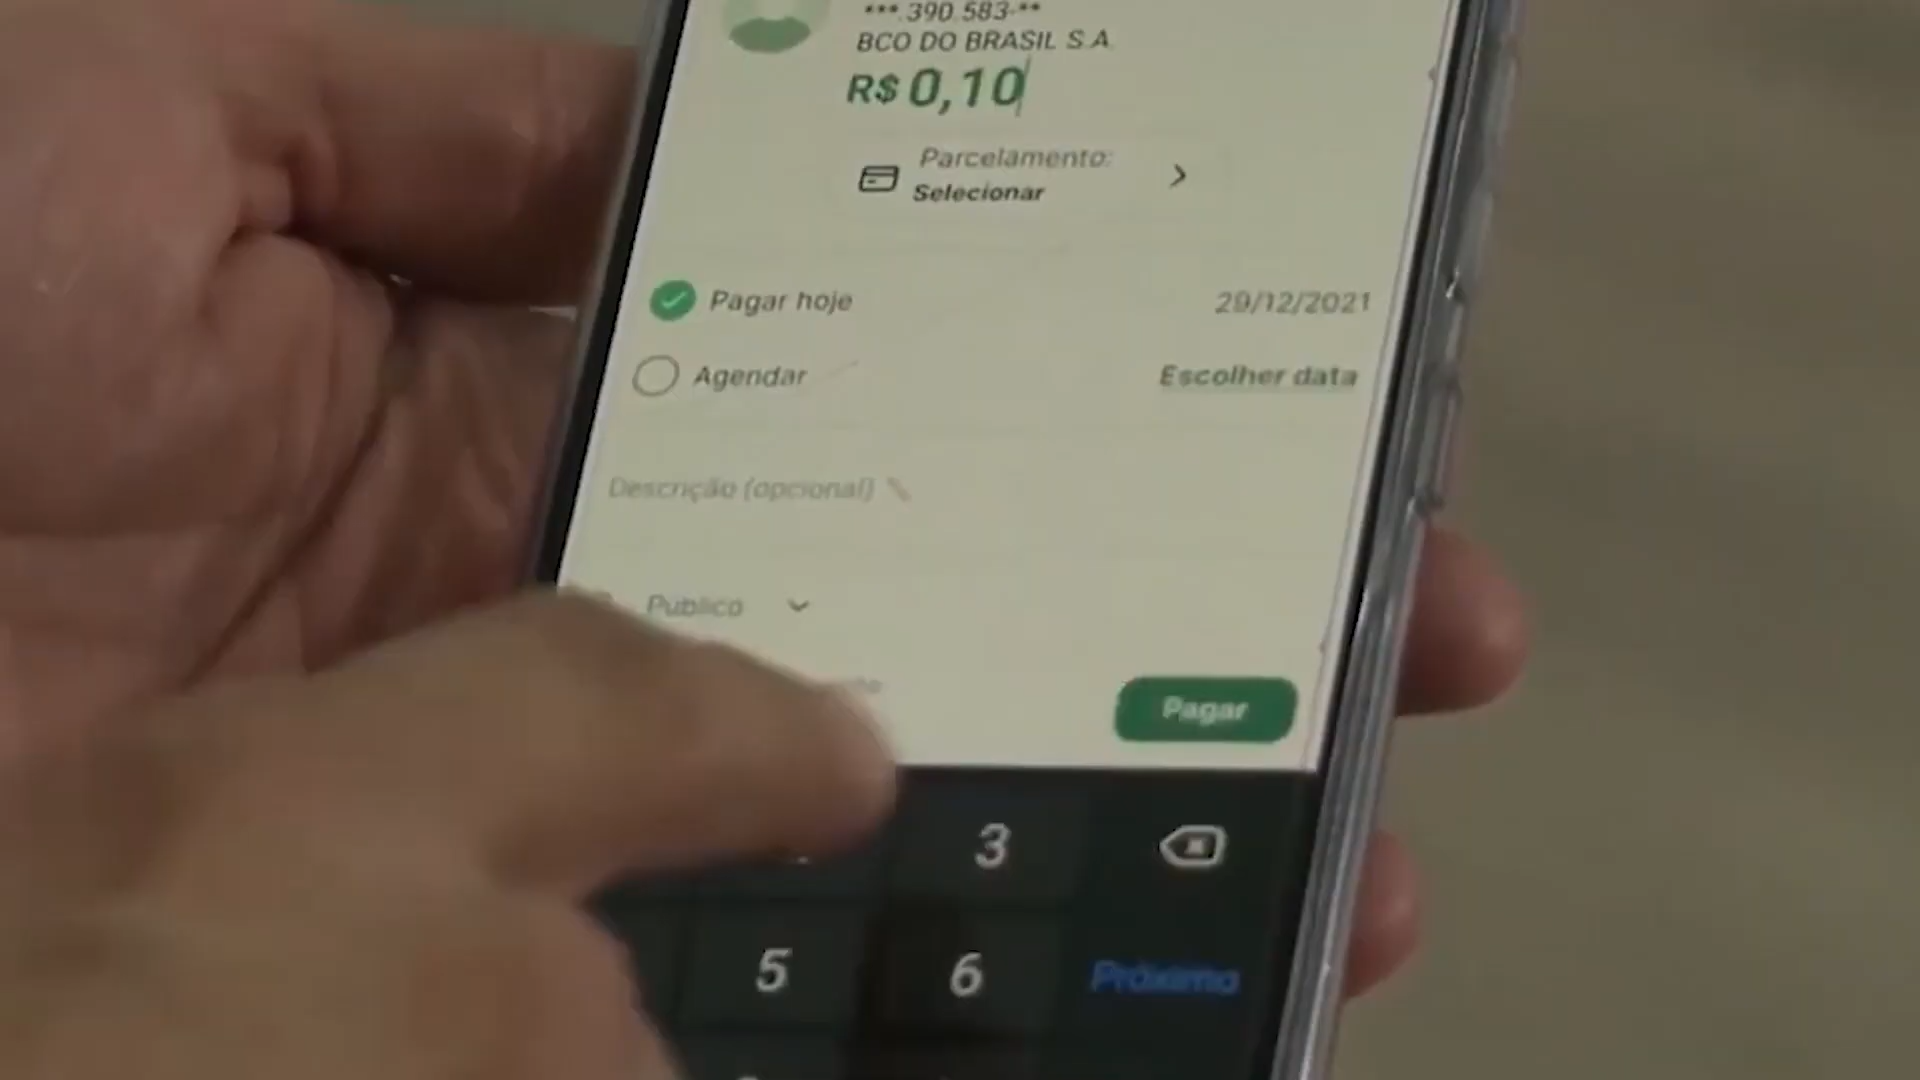 ***.390.583-**
BCO DO BRASIL S.A.
R$ 0,10
Parcelamento:
Selecionar
Pagar hoje
29/12/2021
Agendar
Escolher data
Descrição (opcional)
Público
Pagar
3
5
6
Próximo